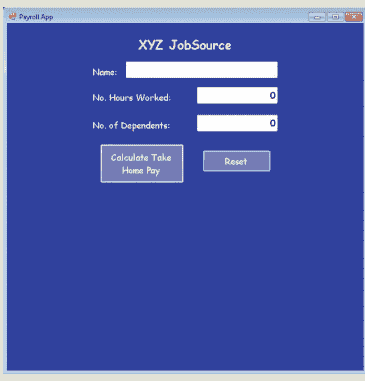 Payroll App
XYZ JobSource
Name:
No. Hours Worked: 0
No. of Dependents: 0
Calculate Take
Home Pay
Reset